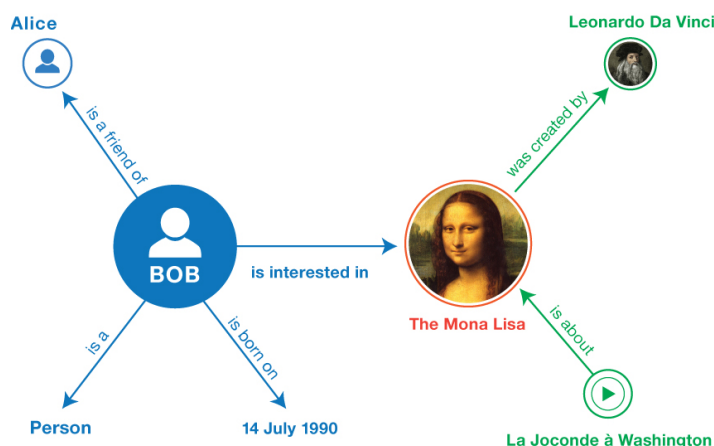 Alice
Leonardo Da Vinci
is a friend of
was created by
BOB
is interested in
The Mona Lisa
is a
is born on
is about
Person
14 July 1990
La Joconde à Washington